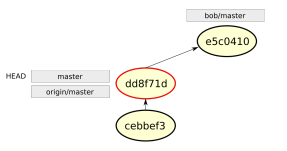 bob/master
e5c0410
HEAD
master
dd8f71d
origin/master
cebbef3